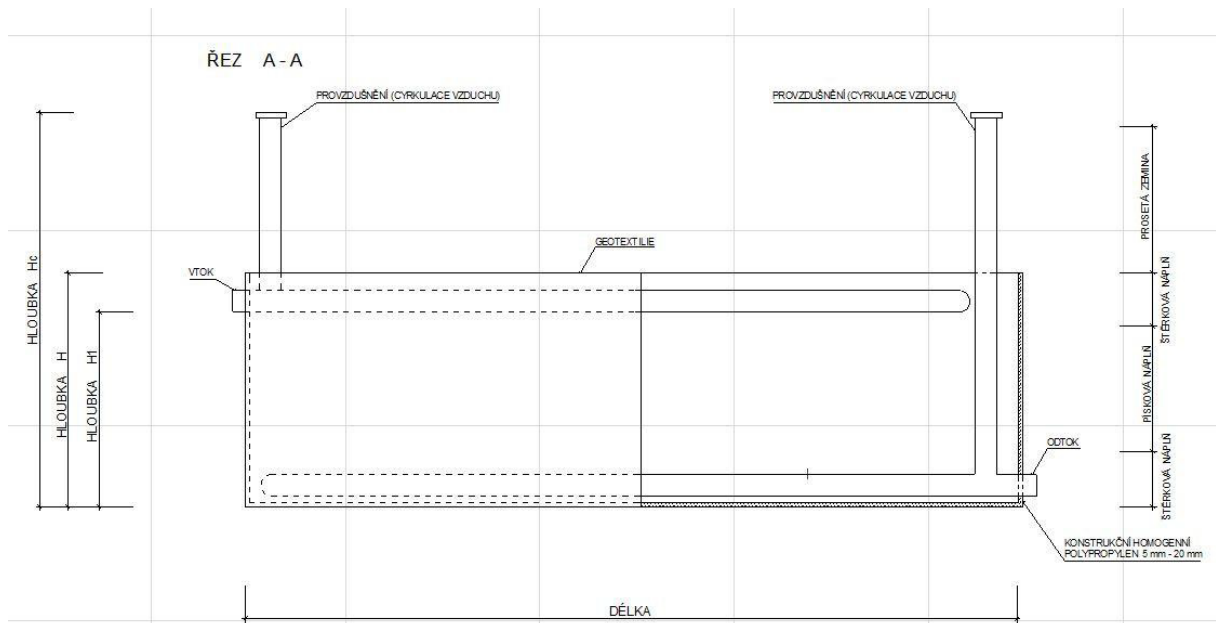 ŘEZ A - A
PROVZDUŠNĚNÍ (CYRKULACE VZDUCHU)
PROVZDUŠNĚNÍ (CYRKULACE VZDUCHU)
GEOTEXTILIE
VTOK
HLOUBKA Hc
HLOUBKA H
HLOUBKA H1
PROSETÁ ZEMINA
ŠTĚRKOVÁ NÁPLŇ
PÍSKOVÁ NÁPLŇ
ŠTĚRKOVÁ NÁPLŇ
ODTOK
KONSTRUKČNÍ HOMOGENNÍ
POLYPROPYLEN 5 mm - 20 mm
DÉLKA